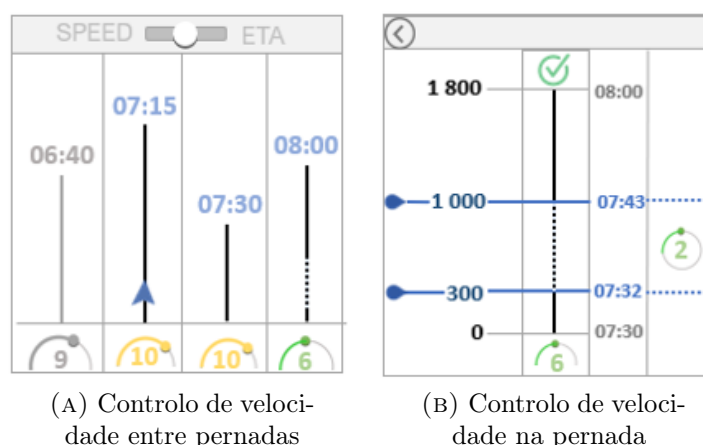 SPEED ETA
07:15
06:40
08:00
07:30
9 10 10 6
(A) Controlo de veloci-
dade entre pernadas
1 800 08:00
1 000 07:43
2
300 07:32
0 07:30
6
(B) Controlo de veloci-
dade na pernada